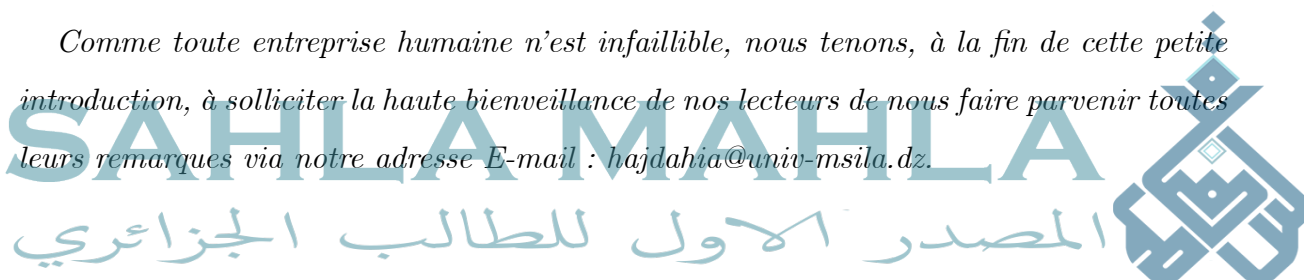 Comme toute entreprise humaine n'est infaillible, nous tenons, à la fin de cette petite
introduction, à solliciter la haute bienveillance de nos lecteurs de nous faire parvenir toutes
leurs remarques via notre adresse E-mail : hajdahia@univ-msila.dz.
SAHLA MAHLA
المصدر الاول للطالب الجزائري